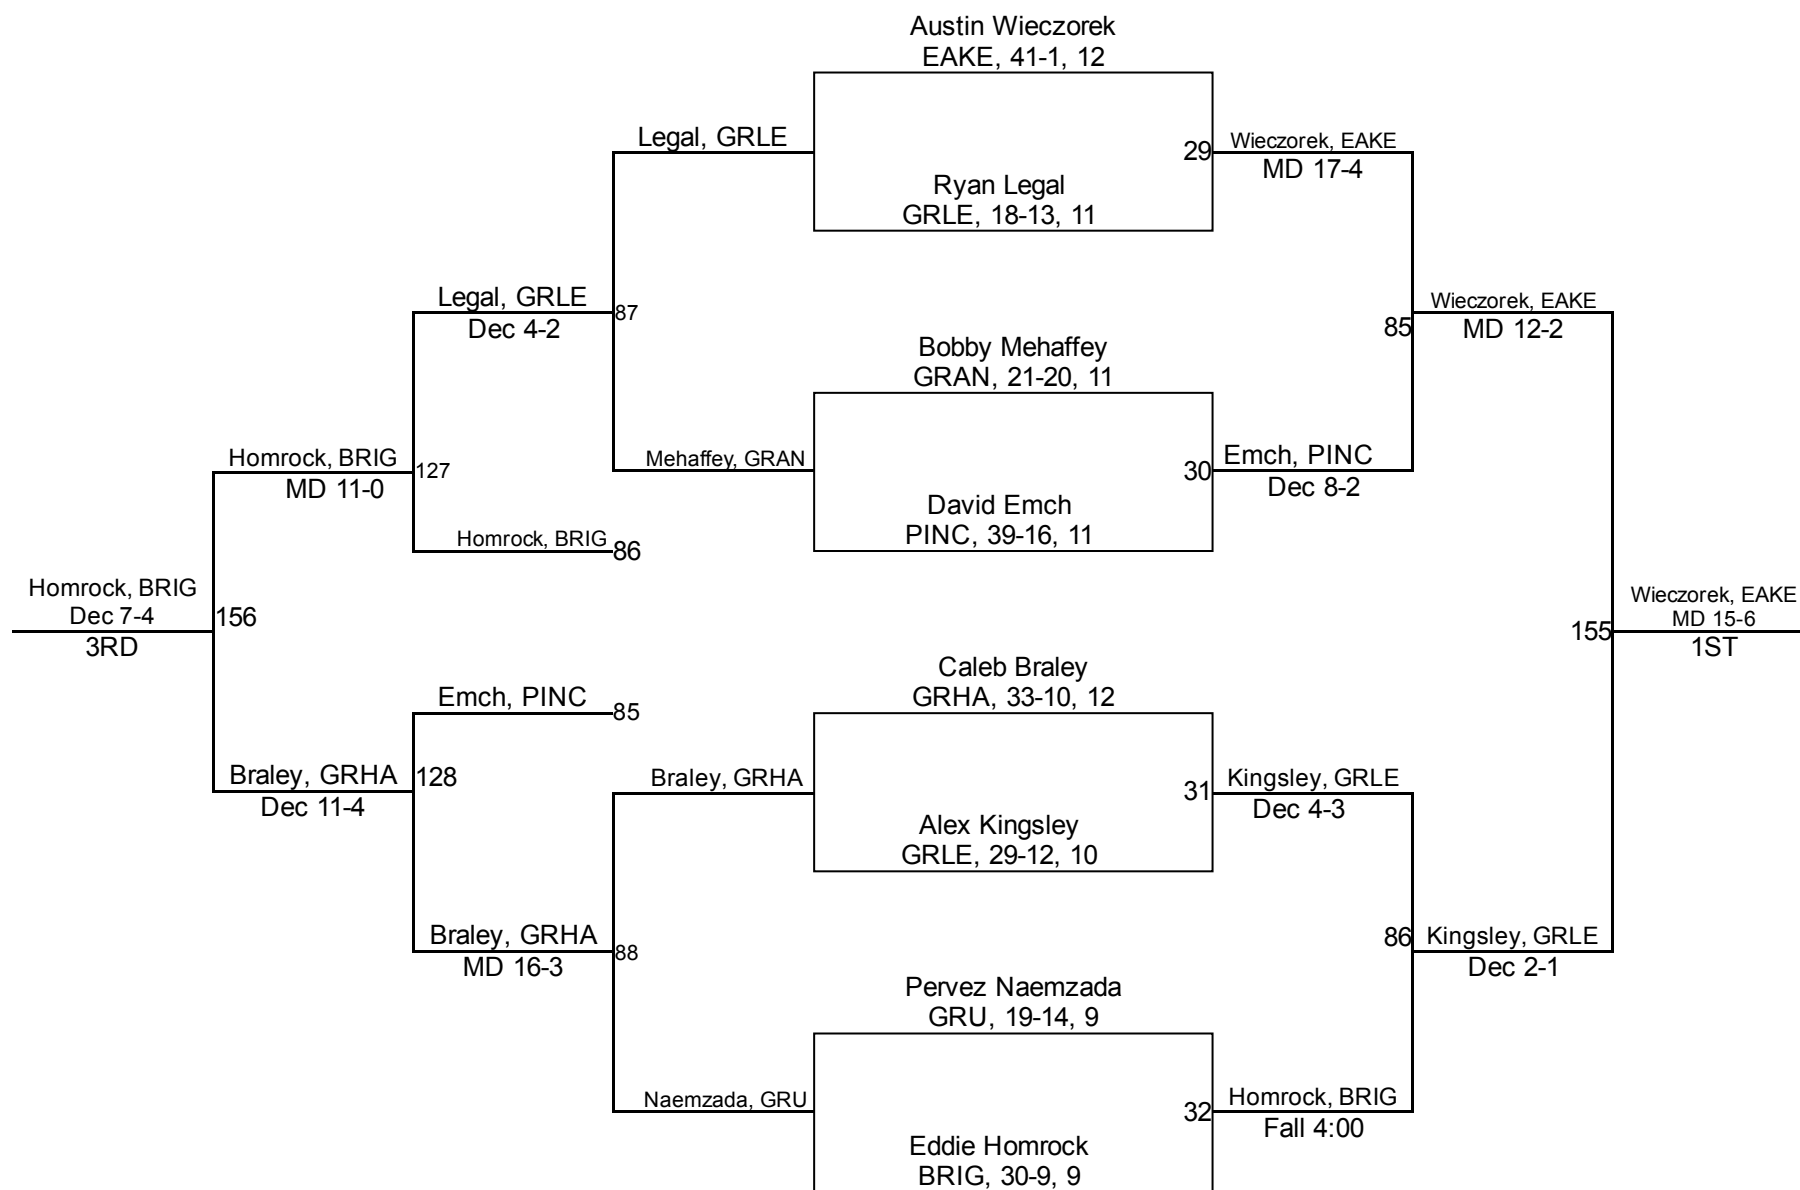 Austin Wieczorek
EAKE, 41-1, 12
Legal, GRLE
29
Wieczorek, EAKE
MD 17-4
Ryan Legal
GRLE, 18-13, 11
Legal, GRLE
Dec 4-2
87
Wieczorek, EAKE
MD 12-2
85
Bobby Mehaffey
GRAN, 21-20, 11
Homrock, BRIG
MD 11-0
127
Mehaffey, GRAN
30
Emch, PINC
Dec 8-2
David Emch
PINC, 39-16, 11
Homrock, BRIG
86
Homrock, BRIG
Dec 7-4
3RD
156
155
Wieczorek, EAKE
MD 15-6
1ST
Caleb Braley
GRHA, 33-10, 12
Emch, PINC
85
Braley, GRHA
Dec 11-4
128
Braley, GRHA
31
Kingsley, GRLE
Dec 4-3
Alex Kingsley
GRLE, 29-12, 10
Braley, GRHA
MD 16-3
88
86
Kingsley, GRLE
Dec 2-1
Pervez Naemzada
GRU, 19-14, 9
Naemzada, GRU
32
Homrock, BRIG
Fall 4:00
Eddie Homrock
BRIG, 30-9, 9